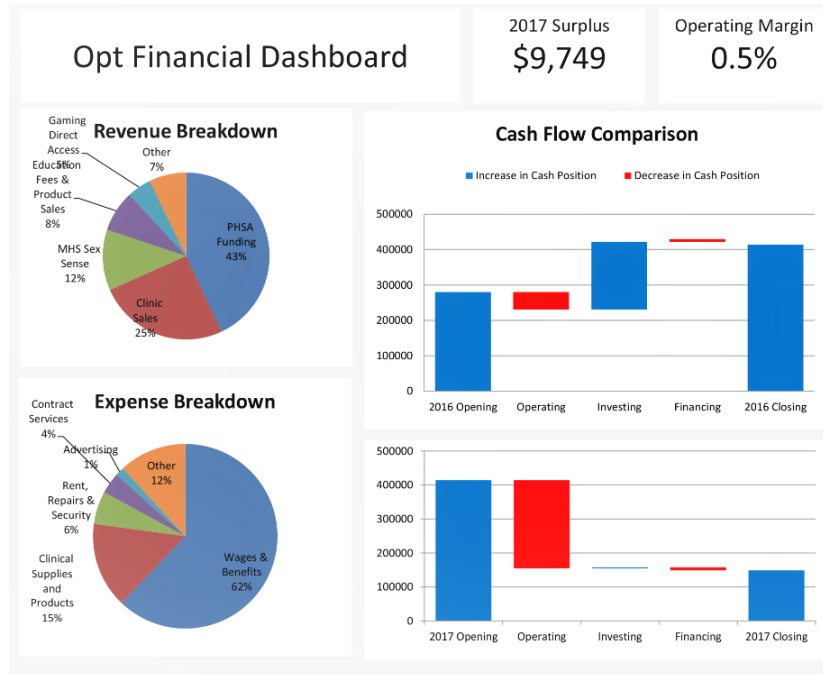 Opt Financial Dashboard
2017 Surplus
$9,749
Operating Margin
0.5%
Revenue Breakdown
Gaming
Direct
Access
5%
Education
Fees &
Product
Sales
8%
Other
7%
PHSA
Funding
43%
MHS Sex
Sense
12%
Clinic
Sales
25%
Expense Breakdown
Contract
Services
4%
Advertising
1%
Other
12%
Rent,
Repairs &
Security
6%
Wages &
Benefits
62%
Clinical
Supplies
and
Products
15%
Cash Flow Comparison
Increase in Cash Position
Decrease in Cash Position
500000
400000
300000
200000
100000
0
2016 Opening
Operating
Investing
Financing
2016 Closing
500000
400000
300000
200000
100000
0
2017 Opening
Operating
Investing
Financing
2017 Closing